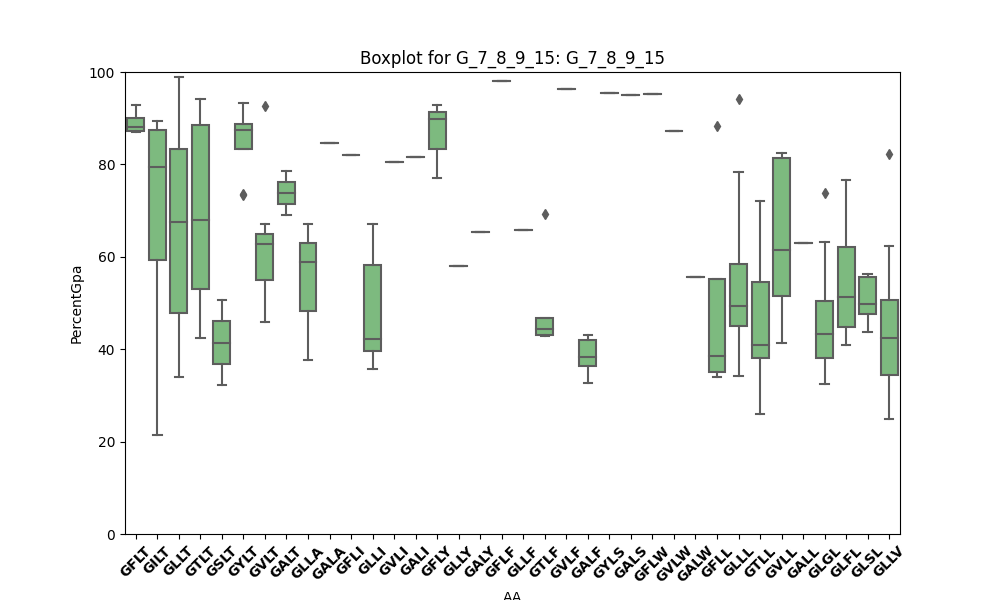 Boxplot for G_7_8_9_15: G_7_8_9_15
PercentGpa
100
80
60
40
20
0
GFLT
GILT
GLLT
GTLT
GSLT
GYLT
GVLT
GALT
GLLA
GALA
GFLI
GLLI
GVLI
GALI
GFLY
GLLY
GALY
GFLF
GLLF
GTLF
GVLF
GALF
GYLS
GALS
GFLW
GVLW
GALW
GFLL
GLLL
GTLL
GVLL
GALL
GLGL
GLFL
GLSL
GLLV
AA